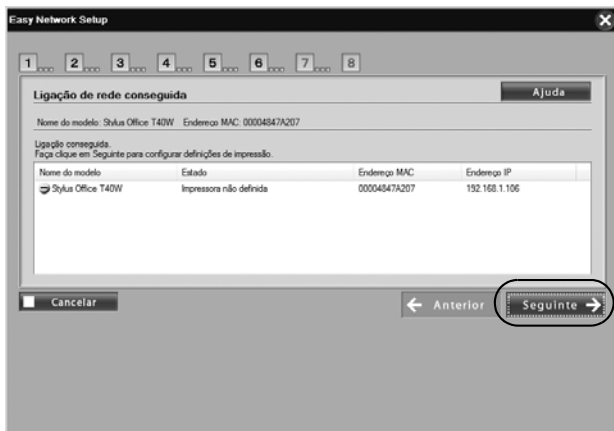 Easy Network Setup
1 2 3 4 5 6 7 8
Ligação de rede conseguida
Ajuda
Nome do modelo: Stylus Office T40W Endereço MAC: 00004847A207
Ligação conseguida.
Faça clique em Seguinte para configurar definições de impressão.
Nome do modelo Estado Endereço MAC Endereço IP
Stylus Office T40W Impressora não definida 00004847A207 192.168.1.106
Cancelar Anterior Seguinte